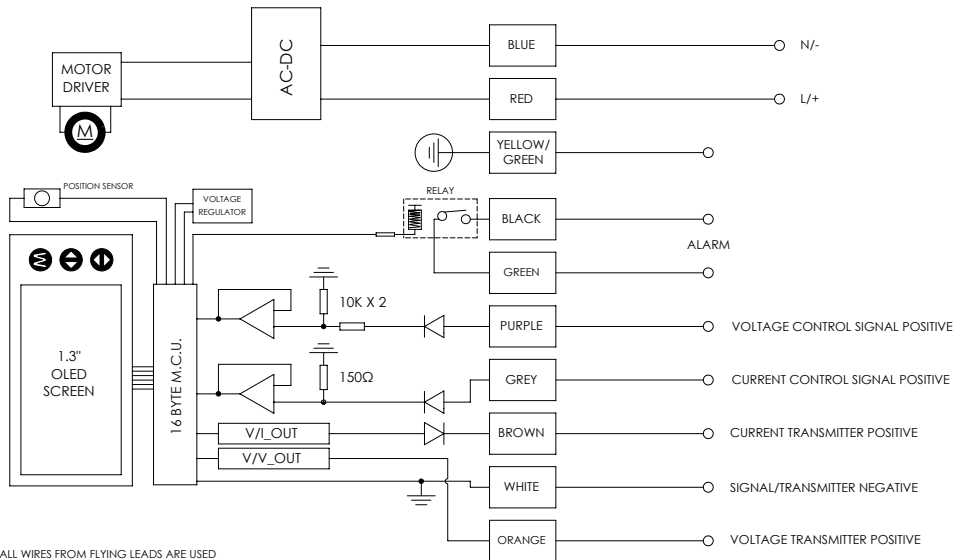 MOTOR
DRIVER
M
AC-DC
BLUE
N/-
RED
L/+
YELLOW/
GREEN
POSITION SENSOR
VOLTAGE
REGULATOR
RELAY
BLACK
ALARM
GREEN
10K X 2
PURPLE
VOLTAGE CONTROL SIGNAL POSITIVE
1.3"
OLED
SCREEN
16 BYTE M.C.U.
150Ω
GREY
CURRENT CONTROL SIGNAL POSITIVE
V/I_OUT
BROWN
CURRENT TRANSMITTER POSITIVE
V/V_OUT
WHITE
SIGNAL/TRANSMITTER NEGATIVE
ORANGE
VOLTAGE TRANSMITTER POSITIVE
ALL WIRES FROM FLYING LEADS ARE USED